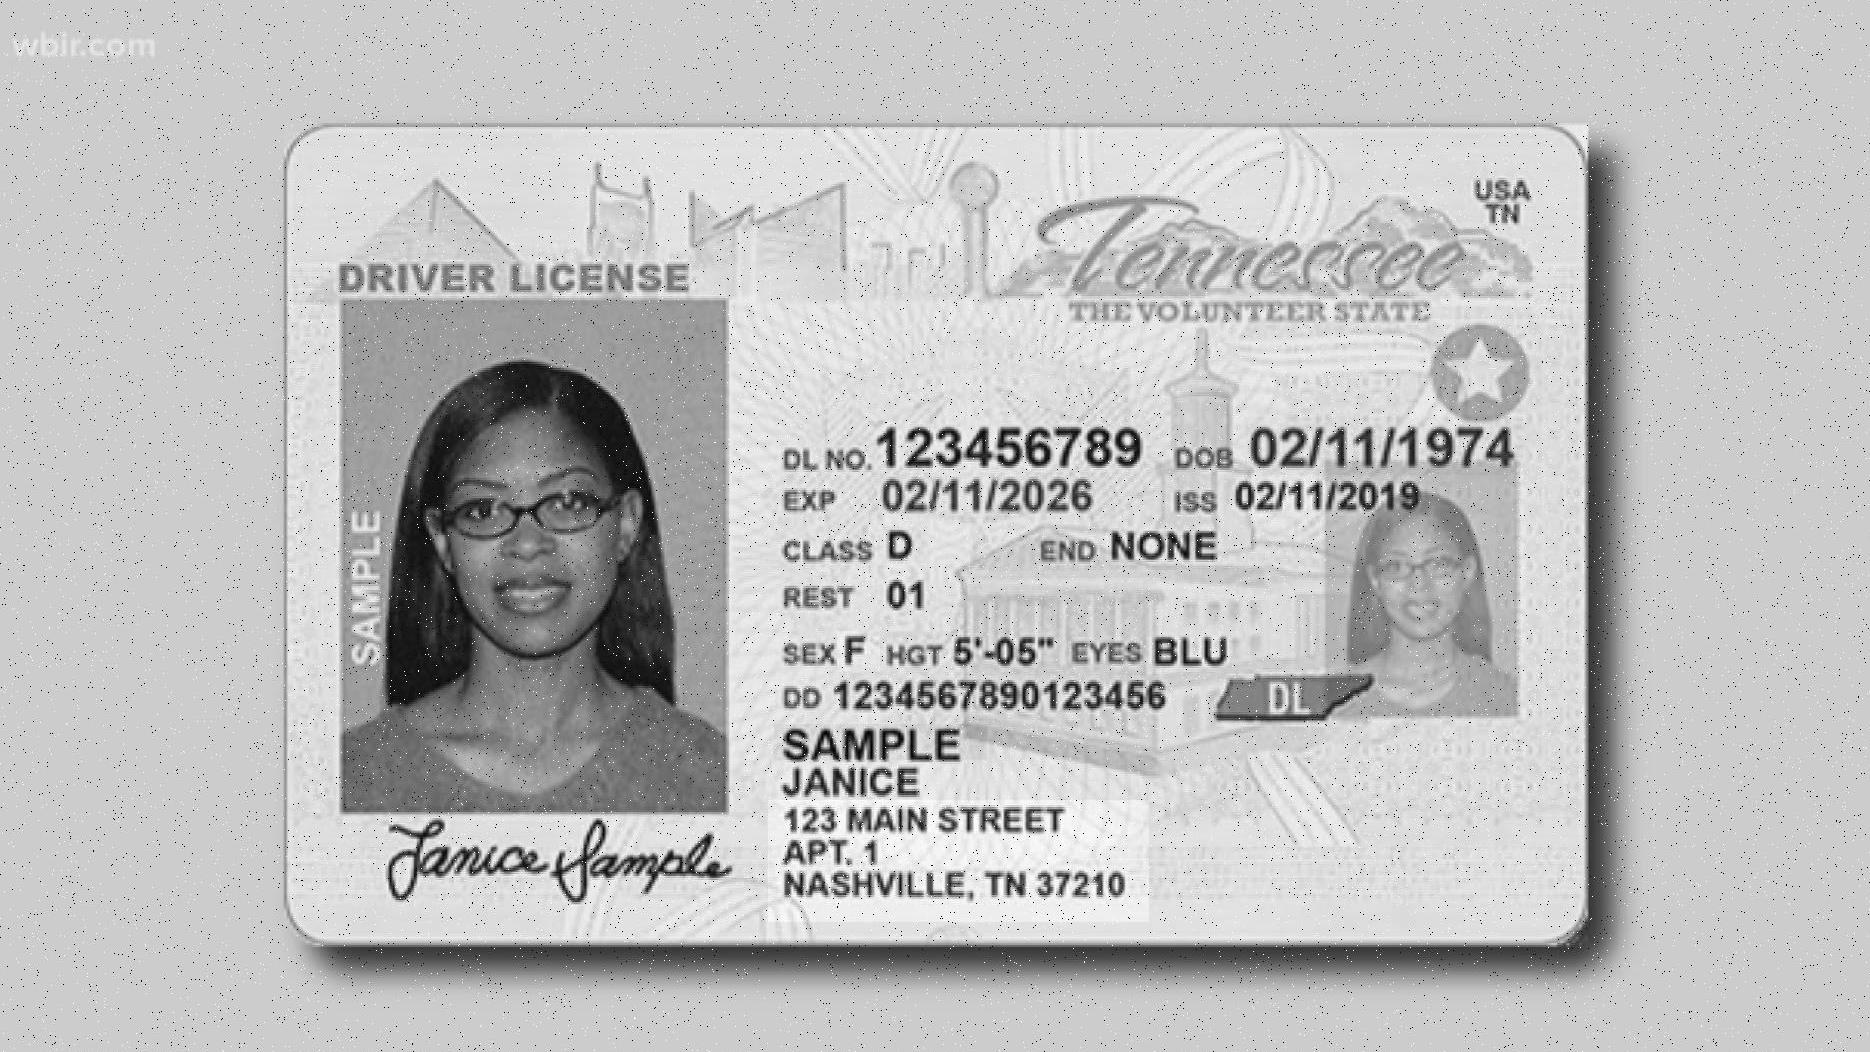 wbir.com
USA
TN
Tennessee
DRIVER LICENSE
THE VOLUNTEER STATE
DL NO. 123456789 DOB 02/11/1974
EXP 02/11/2026 ISS 02/11/2019
CLASS D END NONE
REST 01
SEX F HGT 5'-05" EYES BLU
DD 1234567890123456
DL
SAMPLE
JANICE
123 MAIN STREET
APT. 1
NASHVILLE, TN 37210
SAMPLE
Janice Sample